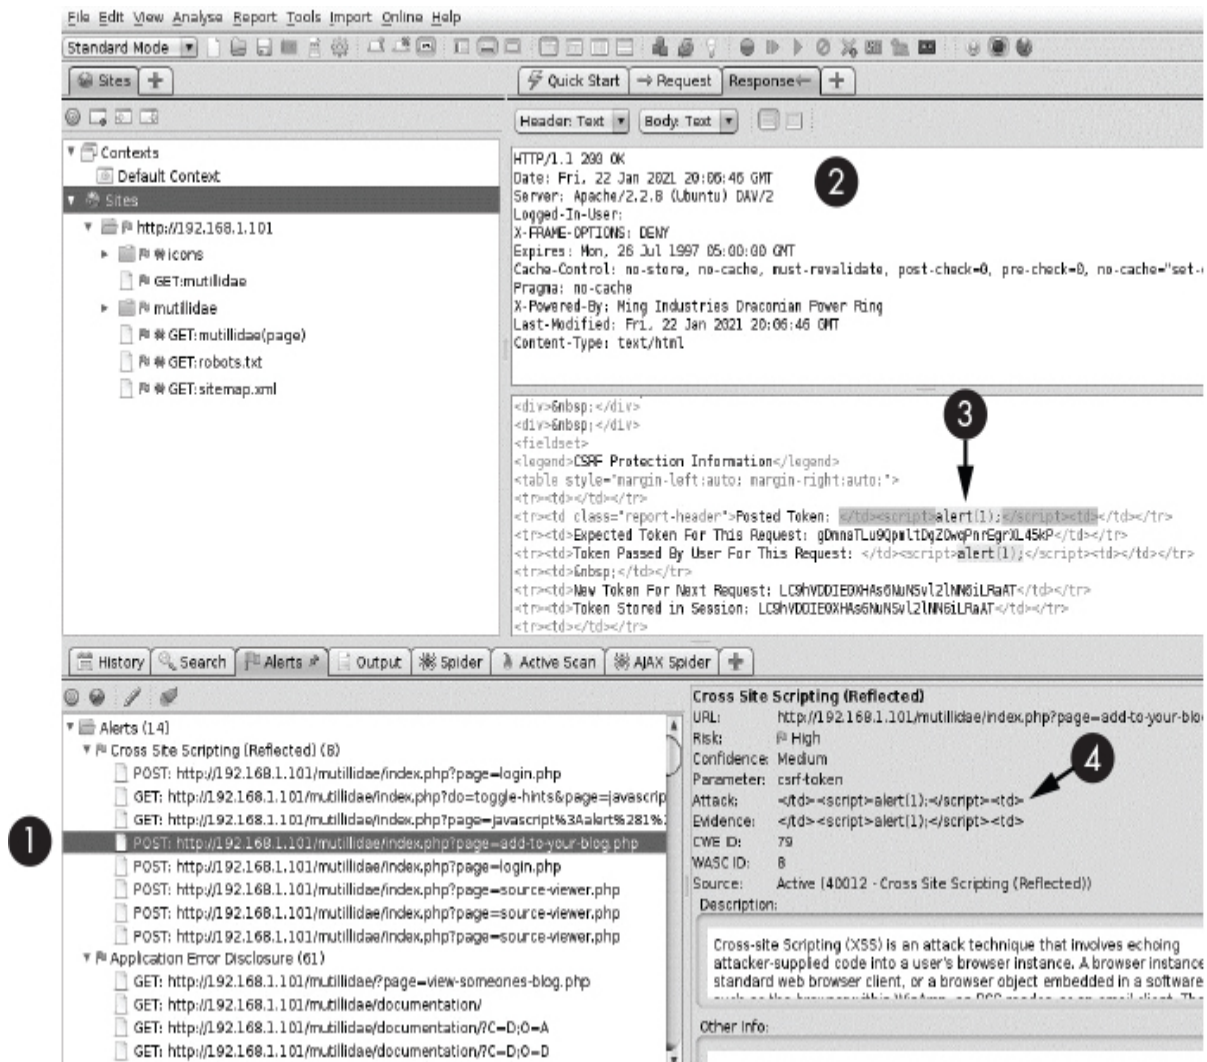 File Edit View Analyse Report Tools Import Online Help
Standard Mode
Sites
Quick Start Request Response
Header: Text Body: Text
Contexts
Default Context
Sites
http://192.168.1.101
icons
GET:mutillidae
mutillidae
GET:mutillidae(page)
GET:robots.txt
GET:sitemap.xml
HTTP/1.1 200 OK
Date: Fri, 22 Jan 2021 20:06:46 GMT
Server: Apache/2.2.8 (Ubuntu) DAV/2
Logged-In-User:
X-FRAME-OPTIONS: DENY
Expires: Mon, 26 Jul 1997 05:00:00 GMT
Cache-Control: no-store, no-cache, must-revalidate, post-check=0, pre-check=0, no-cache="set-
Pragma: no-cache
X-Powered-By: Ming Industries Draconian Power Ring
Last-Modified: Fri, 22 Jan 2021 20:06:46 GMT
Content-Type: text/html
2
<div>&nbsp;</div>
<div>&nbsp;</div>
<fieldset>
<legend>CSRF Protection Information</legend>
<table style="margin-left:auto; margin-right:auto;">
<tr><td></td></tr>
<tr><td class="report-header">Posted Token: </td><script>alert(1);</script><td></td></tr>
<tr><td>Expected Token For This Request: </td></tr>
<tr><td>Token Passed By User For This Request: </td><script>alert(1);</script><td></td></tr>
<tr><td>&nbsp;</td></tr>
<tr><td>New Token For Next Request: </td></tr>
<tr><td>Token Stored in Session: </td></tr>
<tr><td></td></tr>
3
History Search Alerts Output Spider Active Scan AJAX Spider
Alerts (14)
Cross Site Scripting (Reflected) (8)
POST: http://192.168.1.101/mutillidae/index.php?page=login.php
GET: http://192.168.1.101/mutillidae/index.php?do=toggle-hints&page=javascrip
GET: http://192.168.1.101/mutillidae/index.php?page=javascript%3Aalert%281%
1
POST: http://192.168.1.101/mutillidae/index.php?page=add-to-your-blog.php
POST: http://192.168.1.101/mutillidae/index.php?page=login.php
POST: http://192.168.1.101/mutillidae/index.php?page=source-viewer.php
POST: http://192.168.1.101/mutillidae/index.php?page=source-viewer.php
POST: http://192.168.1.101/mutillidae/index.php?page=source-viewer.php
Application Error Disclosure (61)
GET: http://192.168.1.101/mutillidae/?page=view-someones-blog.php
GET: http://192.168.1.101/mutillidae/documentation/
GET: http://192.168.1.101/mutillidae/documentation/?C=D;O=A
GET: http://192.168.1.101/mutillidae/documentation/?C=D;O=D
Cross Site Scripting (Reflected)
URL: http://192.168.1.101/mutillidae/index.php?page=add-to-your-blo
Risk: High
Confidence: Medium
Parameter: csrf-token
Attack: </td><script>alert(1);</script><td>
4
Evidence: </td><script>alert(1);</script><td>
CWE ID: 79
WASC ID: 8
Source: Active (40012 - Cross Site Scripting (Reflected))
Description:
Cross-site Scripting (XSS) is an attack technique that involves echoing
attacker-supplied code into a user's browser instance. A browser instance
standard web browser client, or a browser object embedded in a software
Other Info: